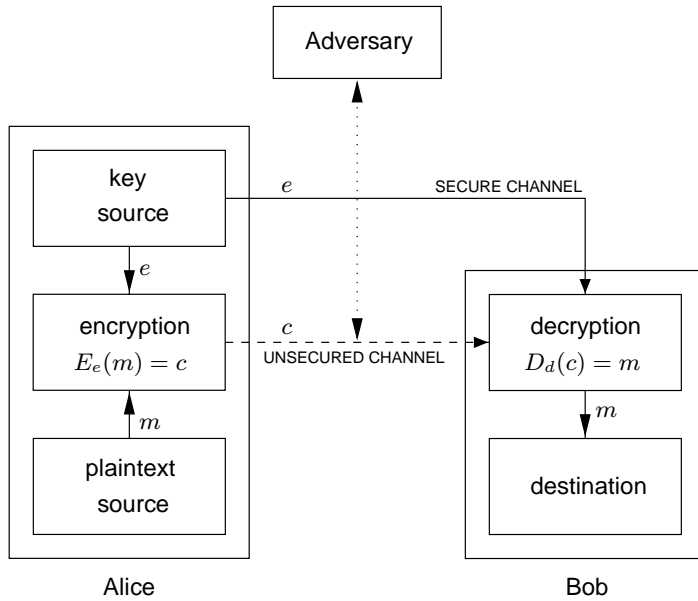 Adversary
key
source
e
SECURE CHANNEL
e
encryption
E_e(m) = c
c
UNSECURED CHANNEL
decryption
D_d(c) = m
m
m
plaintext
source
destination
Alice
Bob